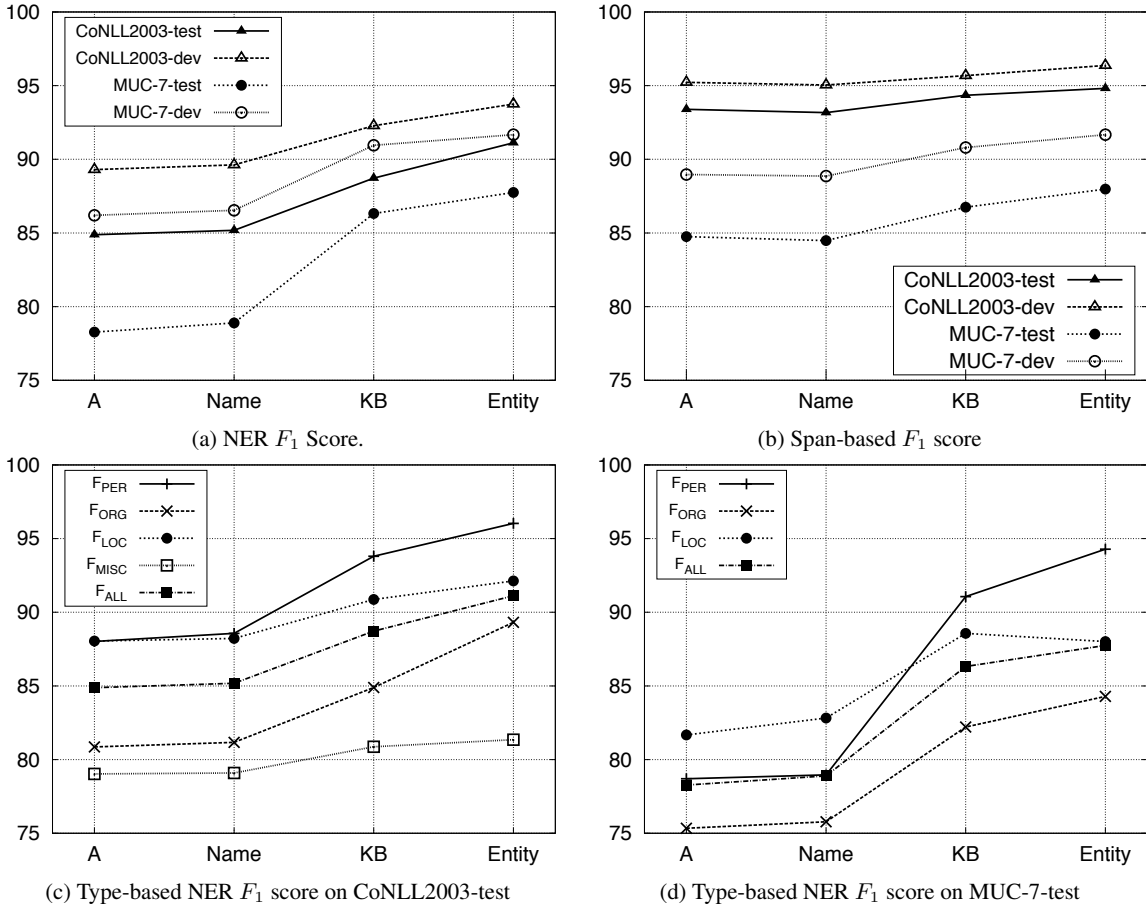 100
95
90
85
80
75
CoNLL2003-test
CoNLL2003-dev
MUC-7-test
MUC-7-dev
A Name KB Entity
(a) NER F1 Score.
100
95
90
85
80
75
CoNLL2003-test
CoNLL2003-dev
MUC-7-test
MUC-7-dev
A Name KB Entity
(b) Span-based F1 score
100
95
90
85
80
75
FPER
FORG
FLOC
FMISC
FALL
A Name KB Entity
(c) Type-based NER F1 score on CoNLL2003-test
100
95
90
85
80
75
FPER
FORG
FLOC
FALL
A Name KB Entity
(d) Type-based NER F1 score on MUC-7-test